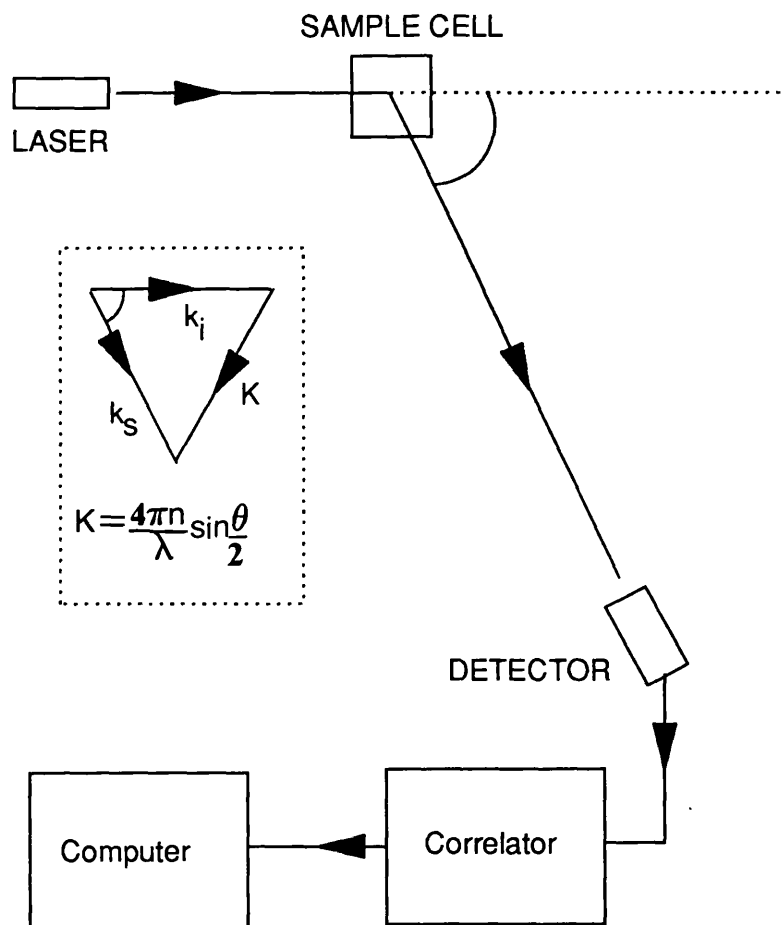 SAMPLE CELL
LASER
k_i
K
k_s
K=4πn/λ sin θ/2
DETECTOR
Computer
Correlator